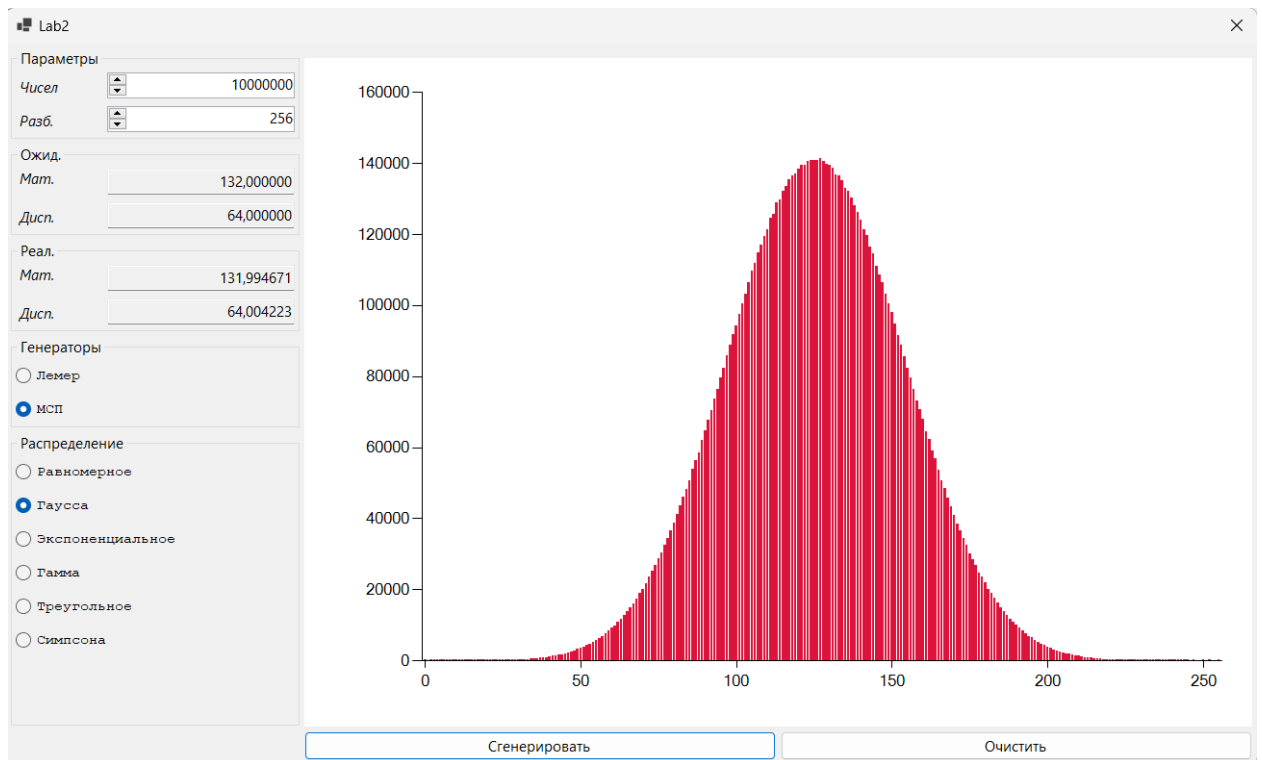 Lab2
Параметры
Чисел 10000000
Разб. 256
Ожид.
Мат. 132,000000
Дисп. 64,000000
Реал.
Мат. 131,994671
Дисп. 64,004223
Генераторы
Лемер
МСП
Распределение
Равномерное
Гаусса
Экспоненциальное
Гамма
Треугольное
Симпсона
160000
140000
120000
100000
80000
60000
40000
20000
0
0 50 100 150 200 250
Сгенерировать Очистить